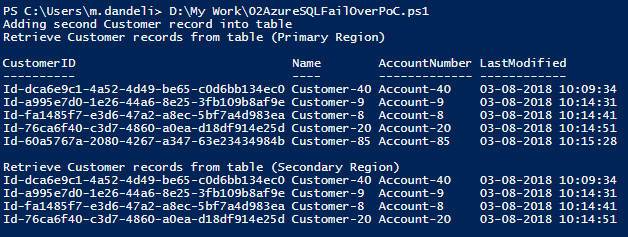 PS C:\Users\m.dandeli> D:\My Work\02AzureSQLFailOverPoC.ps1
Adding second Customer record into table
Retrieve Customer records from table (Primary Region)
CustomerID Name AccountNumber LastModified
---------- ---- ------------- ------------
Id-dca6e9c1-4a52-4d49-be65-c0d6bb134ec0 Customer-40 Account-40 03-08-2018 10:09:34
Id-a995e7d0-1e26-44a6-8e25-3fb109b8af9e Customer-9 Account-9 03-08-2018 10:14:31
Id-fa1485f7-e3d6-47a2-a8ec-5bf7a4d983ea Customer-8 Account-8 03-08-2018 10:14:41
Id-76ca6f40-c3d7-4860-a0ea-d18df914e25d Customer-20 Account-20 03-08-2018 10:14:51
Id-60a5767a-2080-4267-a347-63e23434984b Customer-85 Account-85 03-08-2018 10:15:28
Retrieve Customer records from table (Secondary Region)
Id-dca6e9c1-4a52-4d49-be65-c0d6bb134ec0 Customer-40 Account-40 03-08-2018 10:09:34
Id-a995e7d0-1e26-44a6-8e25-3fb109b8af9e Customer-9 Account-9 03-08-2018 10:14:31
Id-fa1485f7-e3d6-47a2-a8ec-5bf7a4d983ea Customer-8 Account-8 03-08-2018 10:14:41
Id-76ca6f40-c3d7-4860-a0ea-d18df914e25d Customer-20 Account-20 03-08-2018 10:14:51